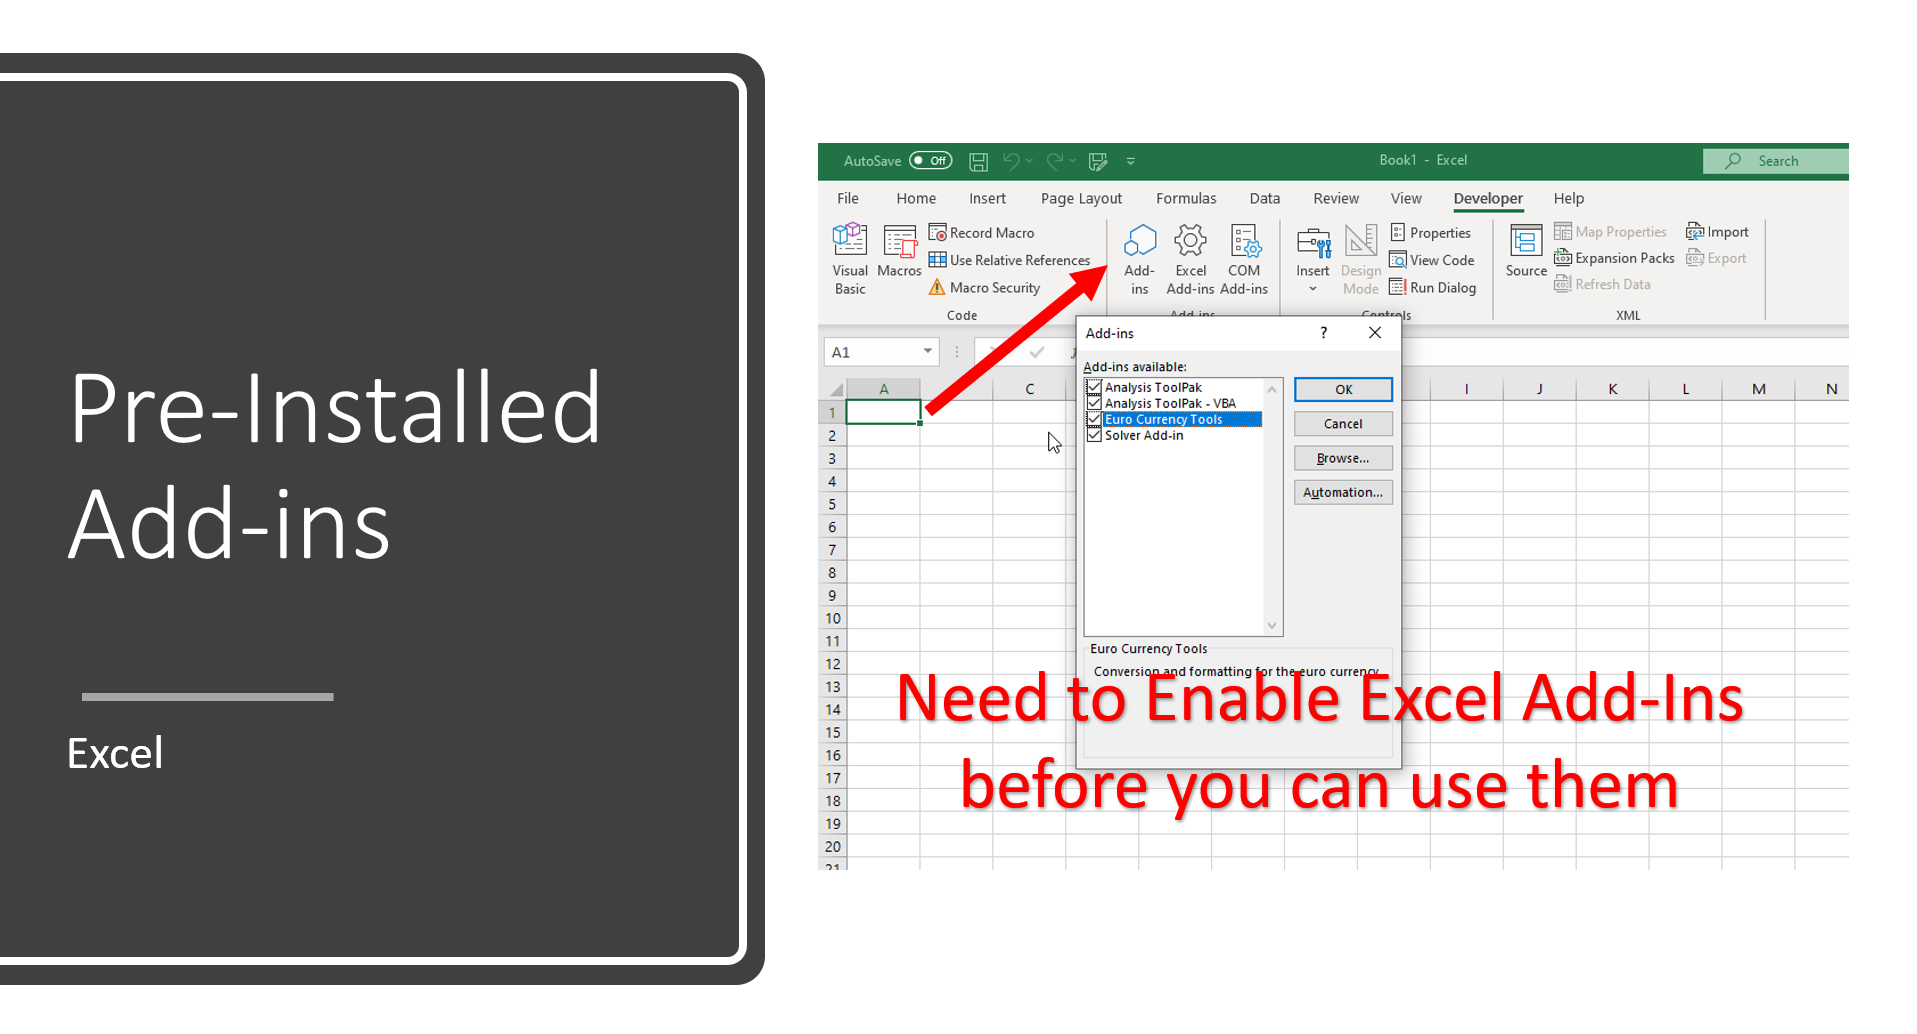 Pre-Installed
Add-ins
Excel
AutoSave Off Book1 - Excel Search
File Home Insert Page Layout Formulas Data Review View Developer Help
Visual Basic
Macros
Record Macro
Use Relative References
Macro Security
Code
Add-ins
Excel Add-ins
COM Add-ins
Add-ins
Insert
Design Mode
Properties
View Code
Run Dialog
Controls
Source
Map Properties
Expansion Packs
Refresh Data
Import
Export
XML
A1
A C I J K L M N
1
2
3
4
5
6
7
8
9
10
11
12
13
14
15
16
17
18
19
20
21
Add-ins ?
Add-ins available:
Analysis ToolPak
Analysis ToolPak - VBA
Euro Currency Tools
Solver Add-in
OK
Cancel
Browse...
Automation...
Euro Currency Tools
Conversion and formatting for the euro currency
Need to Enable Excel Add-Ins
before you can use them